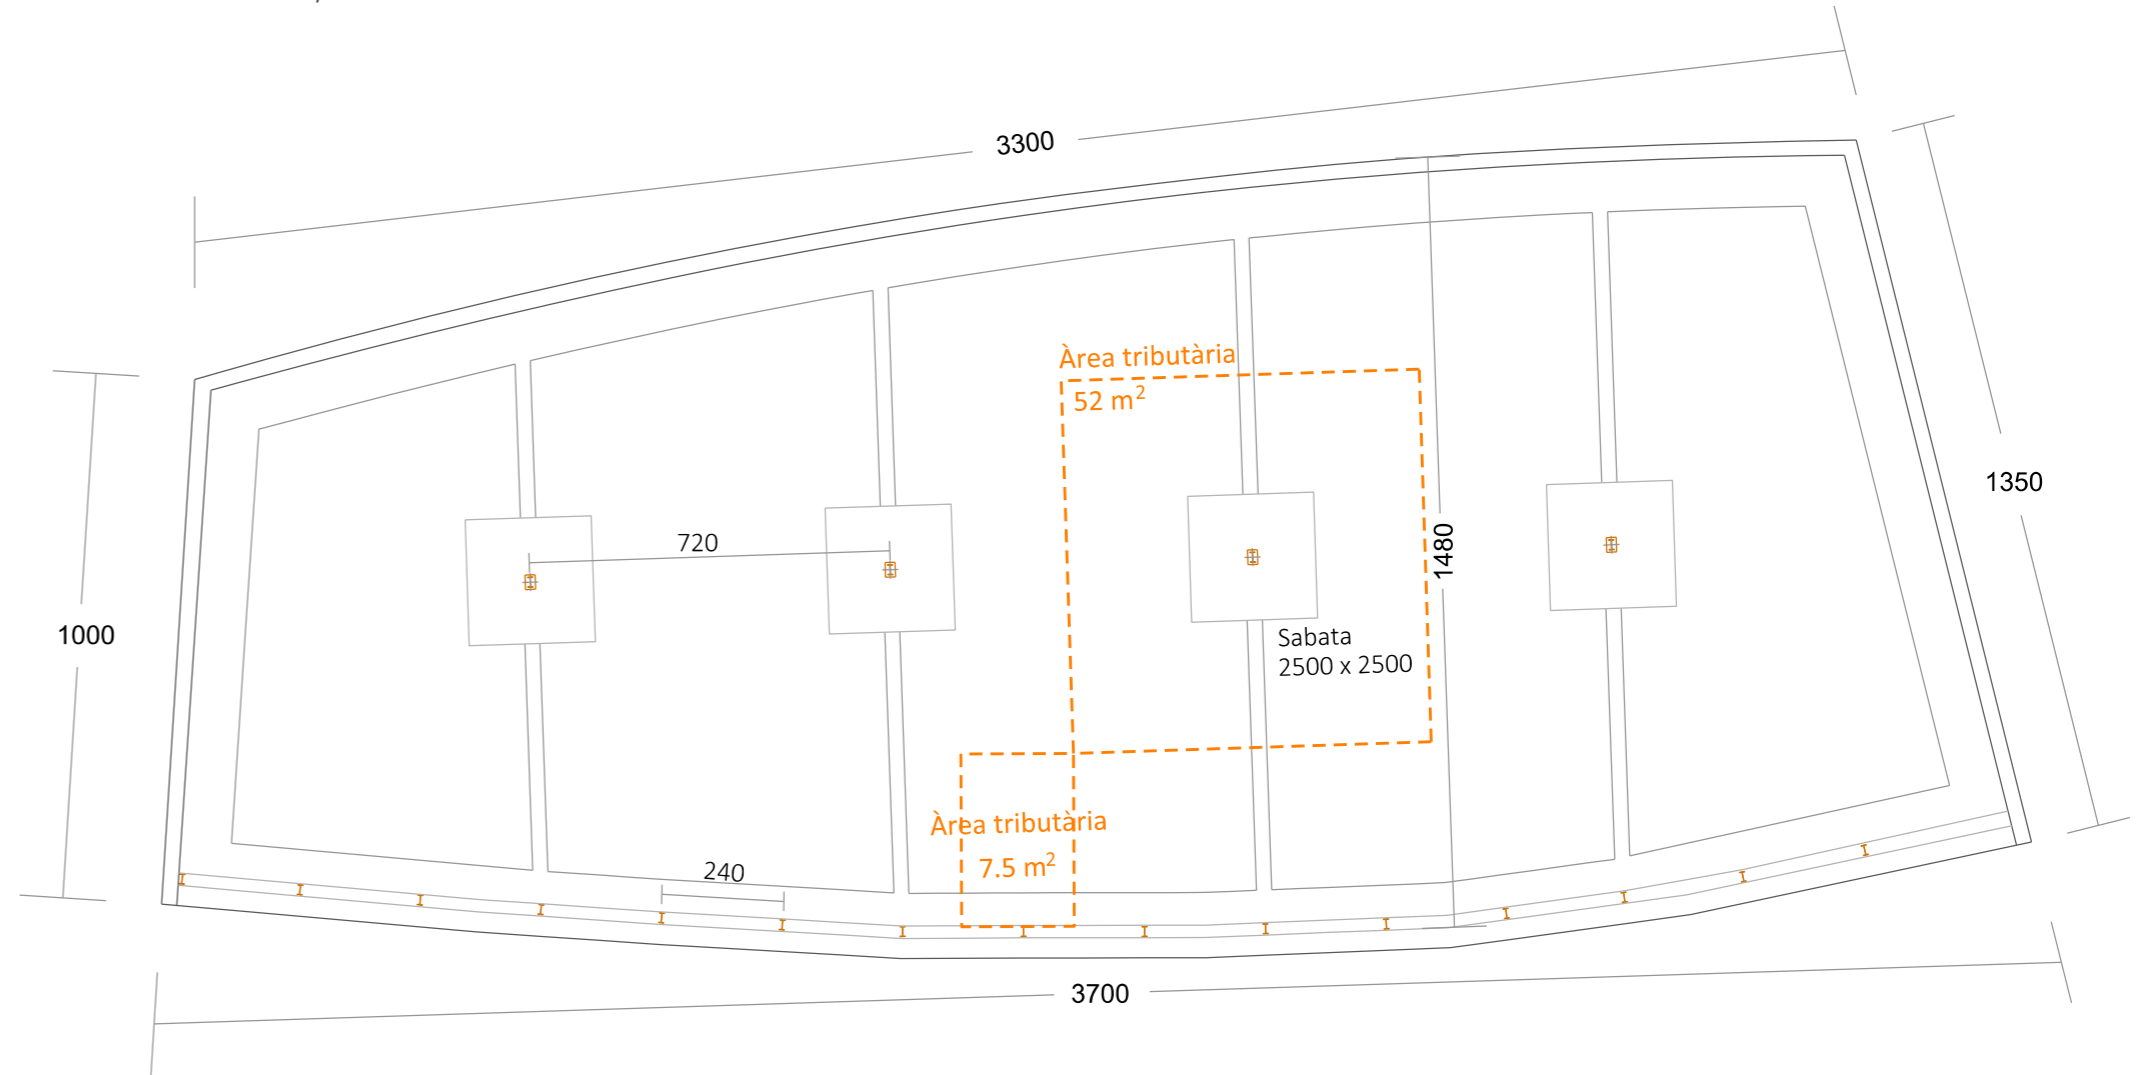 3300
Àrea tributària
52 m²
1350
1480
720
1000
Sabata
2500 x 2500
Àrea tributària
7.5 m²
240
3700